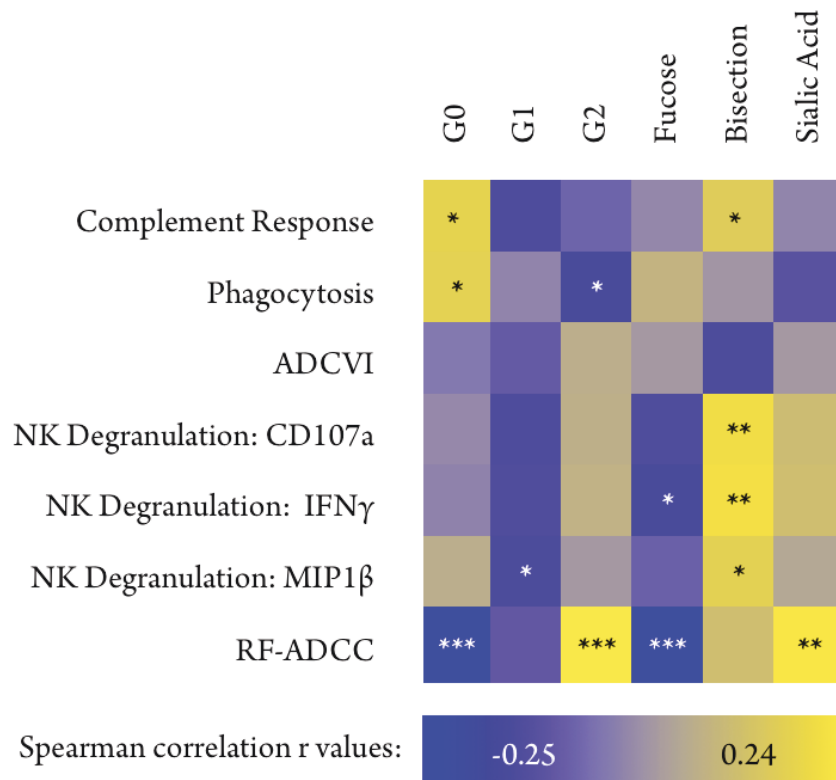 G0 G1 G2 Fucose Bisection Sialic Acid
Complement Response * *
Phagocytosis * *
ADCVI
NK Degranulation: CD107a **
NK Degranulation: IFNγ * **
NK Degranulation: MIP1β * *
RF-ADCC *** *** *** **
Spearman correlation r values: -0.25 0.24